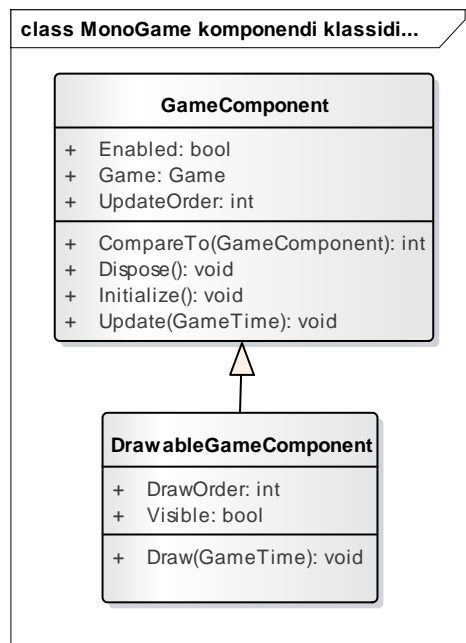 class MonoGame komponendi klassidi...
GameComponent
+ Enabled: bool
+ Game: Game
+ UpdateOrder: int
+ CompareTo(GameComponent): int
+ Dispose(): void
+ Initialize(): void
+ Update(GameTime): void
DrawableGameComponent
+ DrawOrder: int
+ Visible: bool
+ Draw(GameTime): void